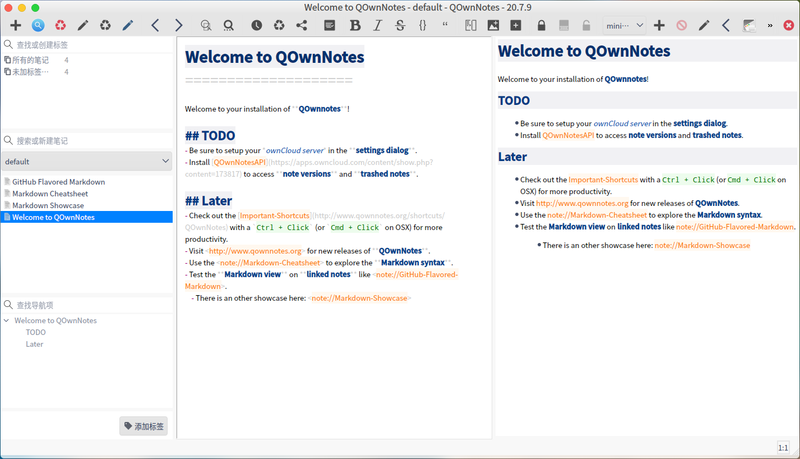 Welcome to QOwnNotes - default - QOwnNotes - 20.7.9
mini···
»
查找或创建标签
所有的笔记 4
未加标签··· 4
搜索或新建笔记
default
GitHub Flavored Markdown
Markdown Cheatsheet
Markdown Showcase
Welcome to QOwnNotes
查找导航项
Welcome to QOwnNotes
TODO
Later
添加标签
Welcome to QOwnNotes
====================
Welcome to your installation of **QOwnnotes**!
## TODO
- Be sure to setup your *ownCloud server* in the **settings dialog**.
- Install [QOwnNotesAPI](https://apps.owncloud.com/content/show.php?
content=173817) to access **note versions** and **trashed notes**.
## Later
- Check out the [Important-Shortcuts](http://www.qownnotes.org/shortcuts/
QOwnNotes) with a `Ctrl + Click` (or `Cmd + Click` on OSX) for more
productivity.
- Visit <http://www.qownnotes.org> for new releases of **QOwnNotes**.
- Use the <note://Markdown-Cheatsheet> to explore the **Markdown syntax**.
- Test the **Markdown view** on **linked notes** like <note://GitHub-Flavored-
Markdown>.
- There is an other showcase here: <note://Markdown-Showcase>
Welcome to QOwnNotes
Welcome to your installation of QOwnnotes!
TODO
Be sure to setup your ownCloud server in the settings dialog.
Install QOwnNotesAPI to access note versions and trashed notes.
Later
Check out the Important-Shortcuts with a Ctrl + Click (or Cmd + Click on
OSX) for more productivity.
Visit http://www.qownnotes.org for new releases of QOwnNotes.
Use the note://Markdown-Cheatsheet to explore the Markdown syntax.
Test the Markdown view on linked notes like note://GitHub-Flavored-Markdown.
There is an other showcase here: note://Markdown-Showcase
1:1